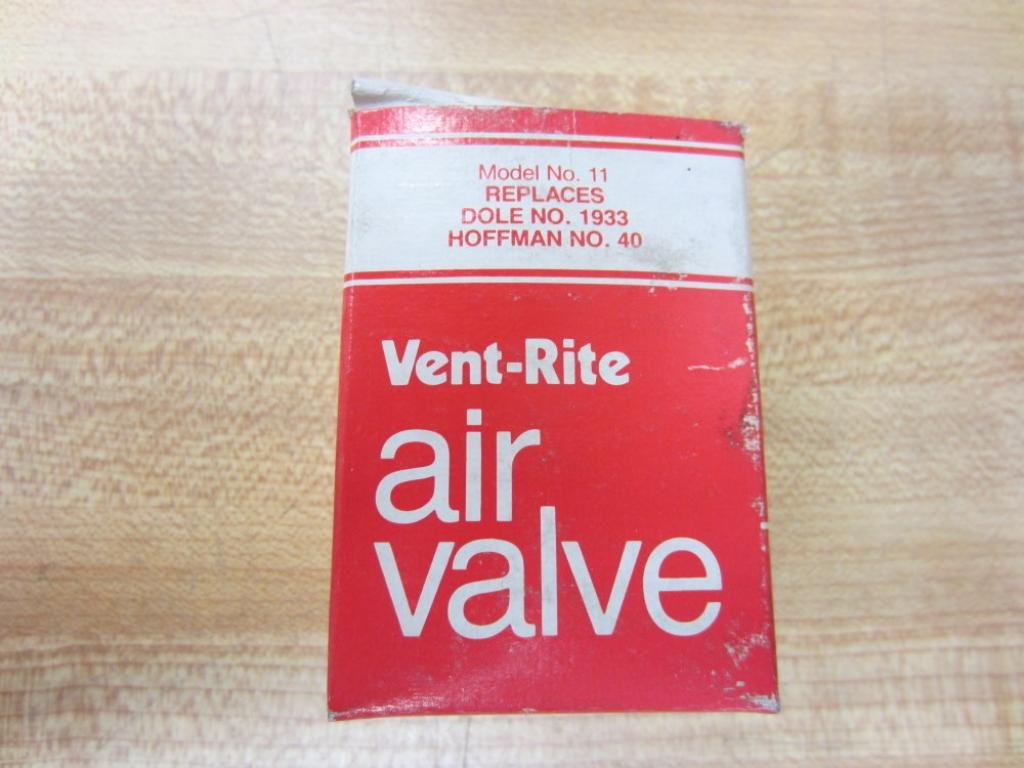 Model No. 11
REPLACES
DOLE NO. 1933
HOFFMAN NO. 40
Vent-Rite
air
valve